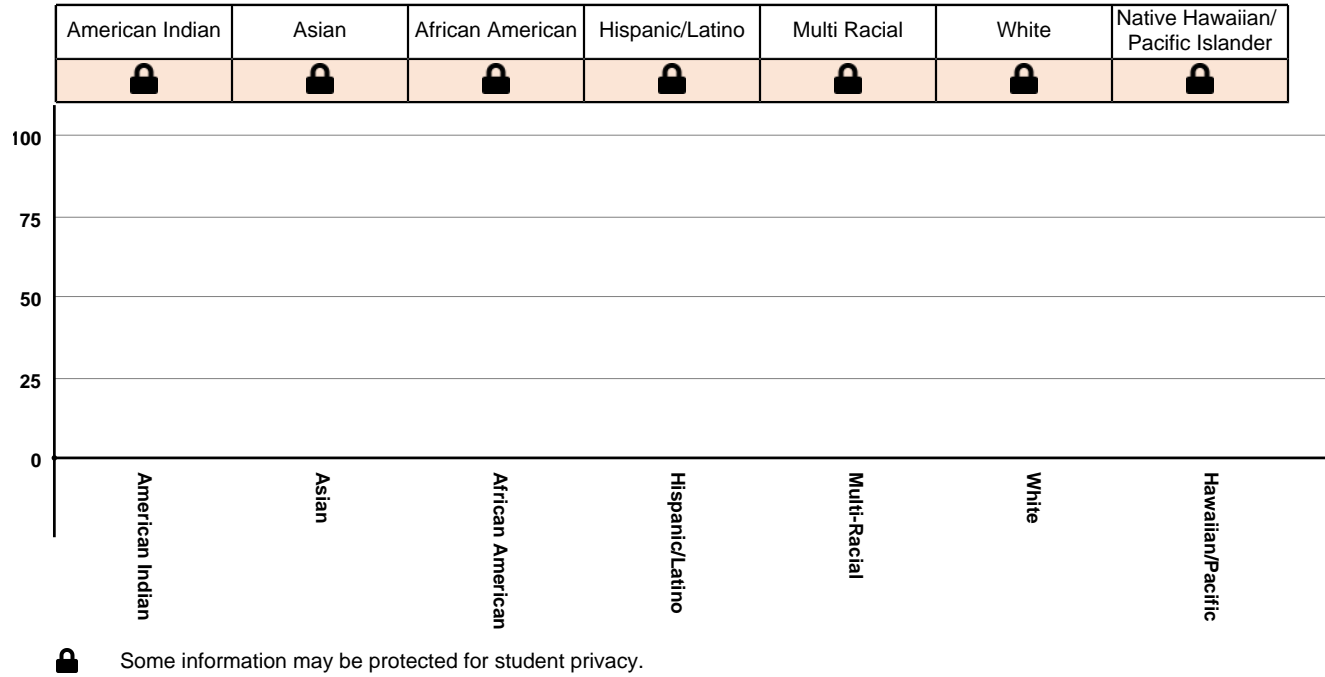 American Indian
Asian
African American
Hispanic/Latino
Multi Racial
White
Native Hawaiian/
Pacific Islander
100
75
50
25
0
American Indian
Asian
African American
Hispanic/Latino
Multi-Racial
White
Hawaiian/Pacific
Some information may be protected for student privacy.